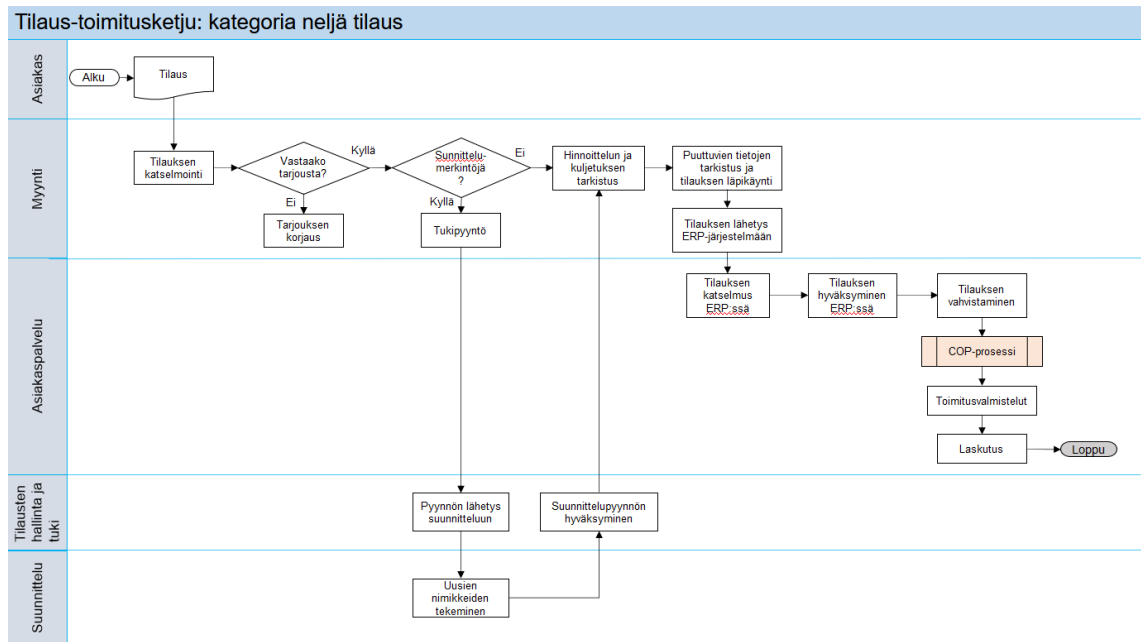 Tilaus-toimitusketju: kategoria neljä tilaus
Asiakas
Alku
Tilaus
Myynti
Tilauksen
katselmointi
Vastaako
tarjousta?
Kyllä
Ei
Tarjouksen
korjaus
Sunnittelu-
merkintöjä
?
Ei
Kyllä
Tukipyyntö
Hinnoittelun ja
kuljetuksen
tarkistus
Puuttuvien tietojen
tarkistus ja
tilauksen läpikäynti
Tilauksen lähetys
ERP-järjestelmään
Asiakaspalvelu
Tilauksen
katselmus
ERP:ssä
Tilauksen
hyväksyminen
ERP:ssä
Tilauksen
vahvistaminen
COP-prosessi
Toimitusvalmistelut
Laskutus
Loppu
Tilausten
hallinta ja
tuki
Pyynnön lähetys
suunnitteluun
Suunnittelupyynnön
hyväksyminen
Suunnittelu
Uusien
nimikkeiden
tekeminen